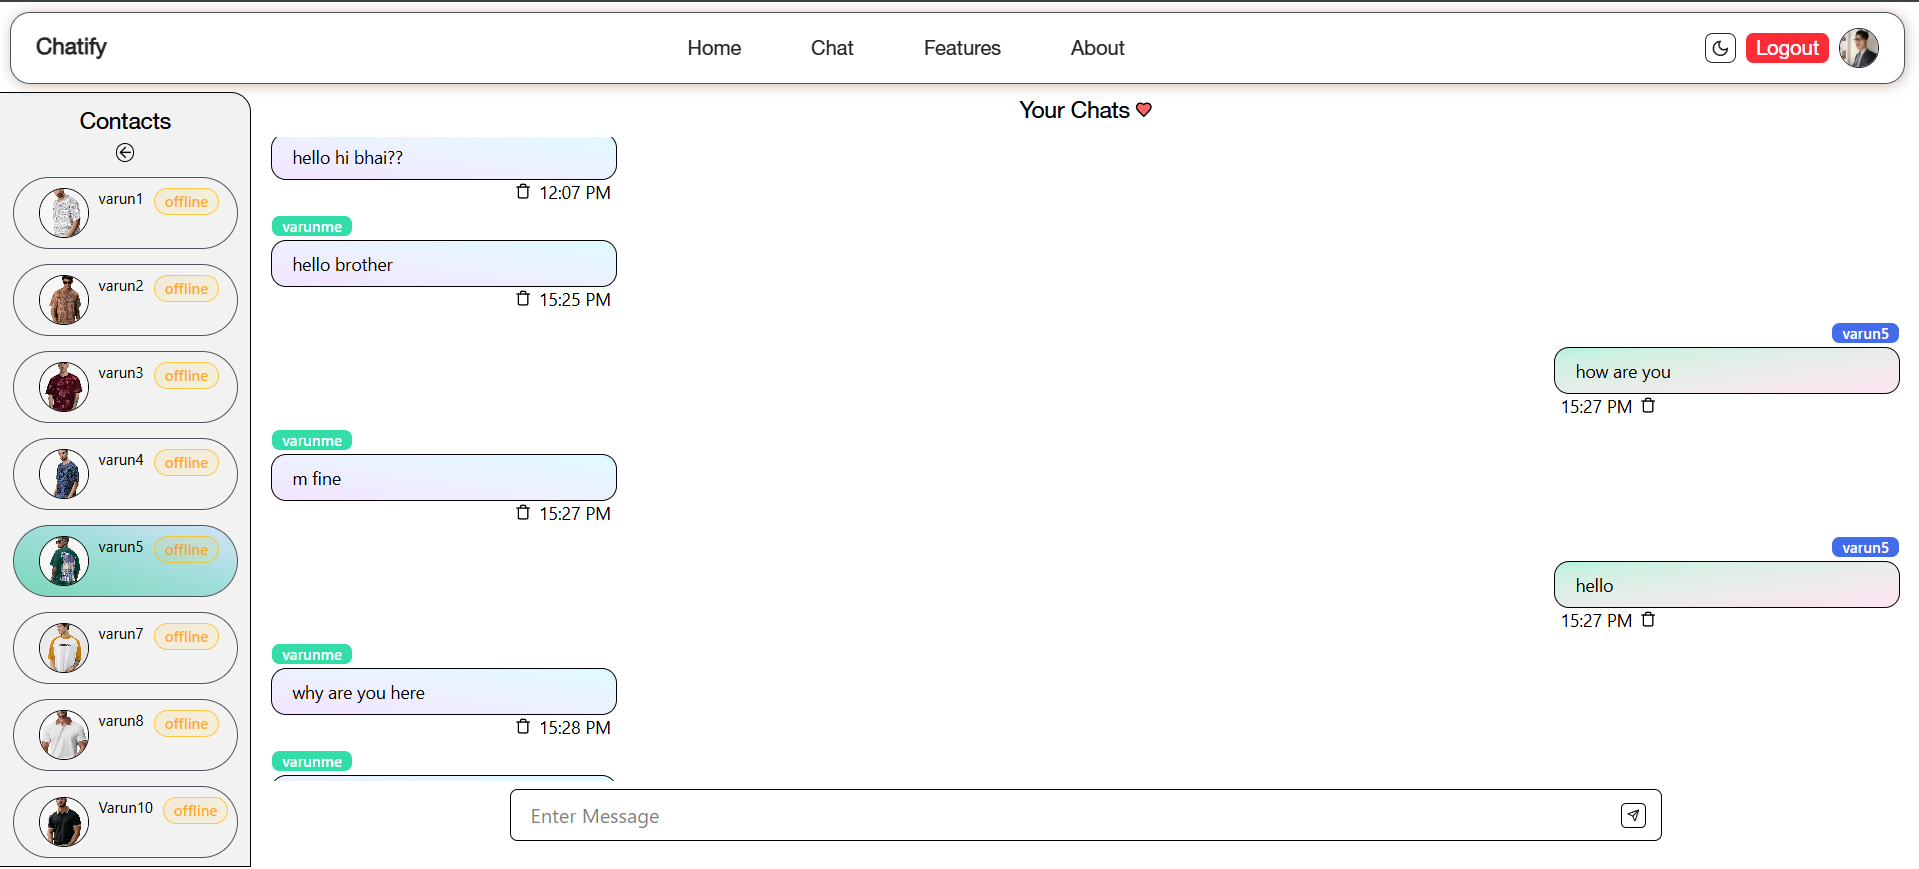 Chatify
Home
Chat
Features
About
Logout
Contacts
varun1 offline
varun2 offline
varun3 offline
varun4 offline
varun5 offline
varun7 offline
varun8 offline
Varun10 offline
Your Chats
hello hi bhai??
12:07 PM
varunme
hello brother
15:25 PM
varun5
how are you
15:27 PM
varunme
m fine
15:27 PM
varun5
hello
15:27 PM
varunme
why are you here
15:28 PM
varunme
Enter Message